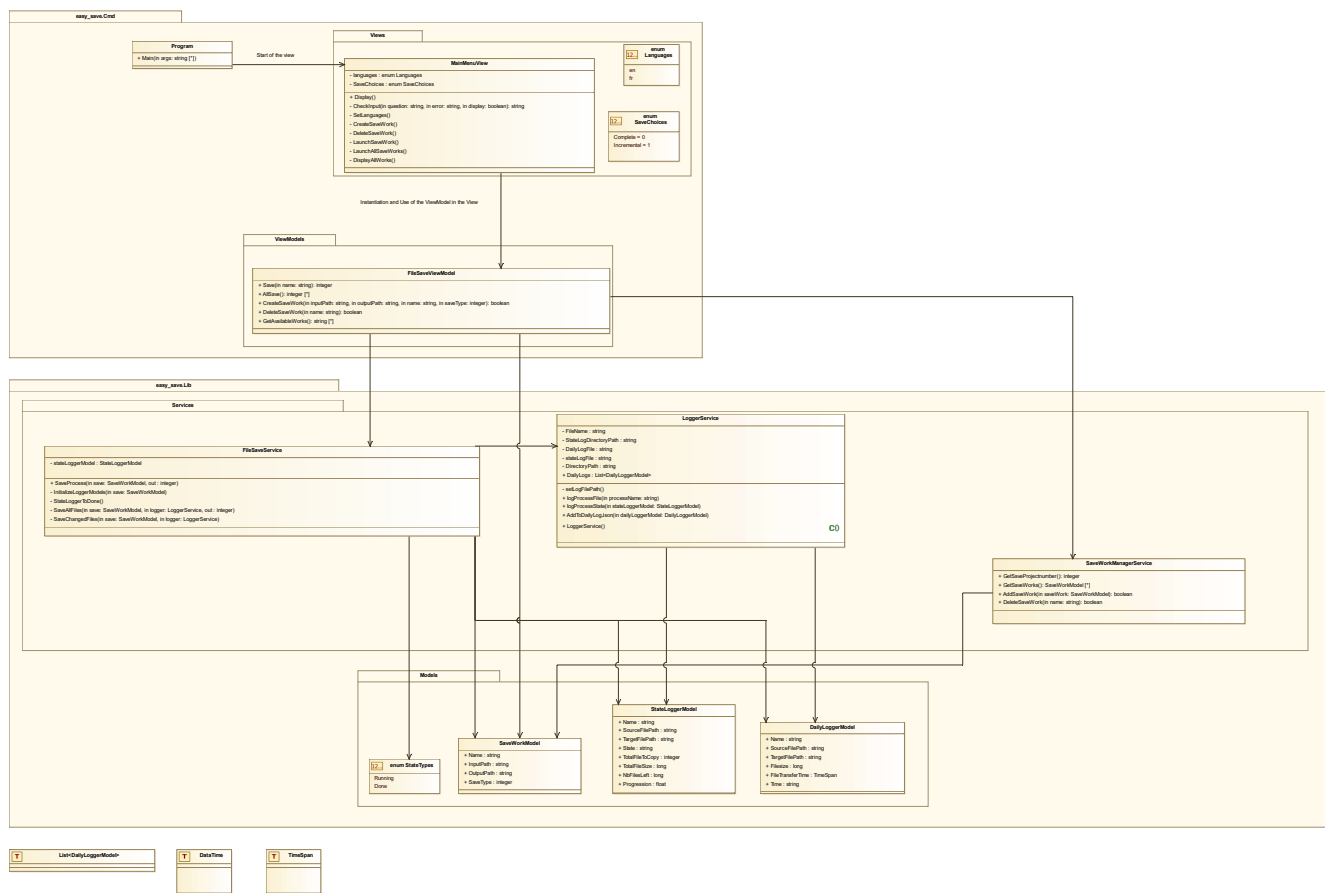 easy_save.Cmd
Program
+ Main(in args: string [*])
Start of the view
Views
MainMenuView
- languages : enum Languages
- SaveChoices : enum SaveChoices
+ Display()
- CheckInput(in question: string, in error: string, in display: boolean): string
- SetLanguages()
- CreateSaveWork()
- DeleteSaveWork()
- LaunchSaveWork()
- LaunchAllSaveWorks()
- DisplayAllWorks()
12..
enum
Languages
en
fr
12..
enum
SaveChoices
Complete = 0
Incremental = 1
Instantiation and Use of the ViewModel in the View
ViewModels
FileSaveViewModel
+ Save(in name: string): integer
+ AllSave(): integer [*]
+ CreateSaveWork(in inputPath: string, in outputPath: string, in name: string, in saveType: integer): boolean
+ DeleteSaveWork(in name: string): boolean
+ GetAvailableWorks(): string [*]
easy_save.Lib
Services
FileSaveService
- stateLoggerModel : StateLoggerModel
+ SaveProcess(in save: SaveWorkModel, out : integer)
- InitializeLoggerModels(in save: SaveWorkModel)
- StateLoggerToDone()
- SaveAllFiles(in save: SaveWorkModel, in logger: LoggerService, out : integer)
- SaveChangedFiles(in save: SaveWorkModel, in logger: LoggerService)
LoggerService
- FileName : string
- StateLogDirectoryPath : string
- DailyLogFile : string
- stateLogFile : string
- DirectoryPath : string
+ DailyLogs : List<DailyLoggerModel>
- setLogFilePath()
+ logProcessFile(in processName: string)
+ logProcessState(in stateLoggerModel: StateLoggerModel)
+ AddToDailyLogJson(in dailyLoggerModel: DailyLoggerModel)
+ LoggerService()
C()
SaveWorkManagerService
+ GetSaveProjectnumber(): integer
+ GetSaveWorks(): SaveWorkModel [*]
+ AddSaveWork(in saveWork: SaveWorkModel): boolean
+ DeleteSaveWork(in name: string): boolean
Models
12..
enum StateTypes
Running
Done
SaveWorkModel
+ Name : string
+ InputPath : string
+ OutputPath : string
+ SaveType : integer
StateLoggerModel
+ Name : string
+ SourceFilePath : string
+ TargetFilePath : string
+ State : string
+ TotalFileToCopy : integer
+ TotalFileSize : long
+ NbFilesLeft : long
+ Progression : float
DailyLoggerModel
+ Name : string
+ SourceFilePath : string
+ TargetFilePath : string
+ Filesize : long
+ FileTransferTime : TimeSpan
+ Time : string
T
List<DailyLoggerModel>
T
DataTime
T
TimeSpan